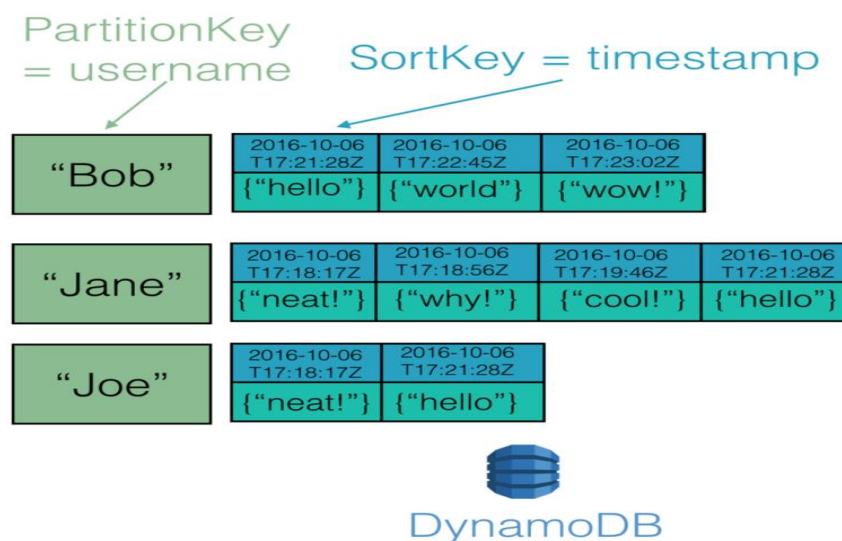 PartitionKey
= username
SortKey = timestamp
“Bob”
2016-10-06
T17:21:28Z
2016-10-06
T17:22:45Z
2016-10-06
T17:23:02Z
{“hello”}
{“world”}
{“wow!”}
“Jane”
2016-10-06
T17:18:17Z
2016-10-06
T17:18:56Z
2016-10-06
T17:19:46Z
2016-10-06
T17:21:28Z
{“neat!”}
{“why!”}
{“cool!”}
{“hello”}
“Joe”
2016-10-06
T17:18:17Z
2016-10-06
T17:21:28Z
{“neat!”}
{“hello”}
DynamoDB